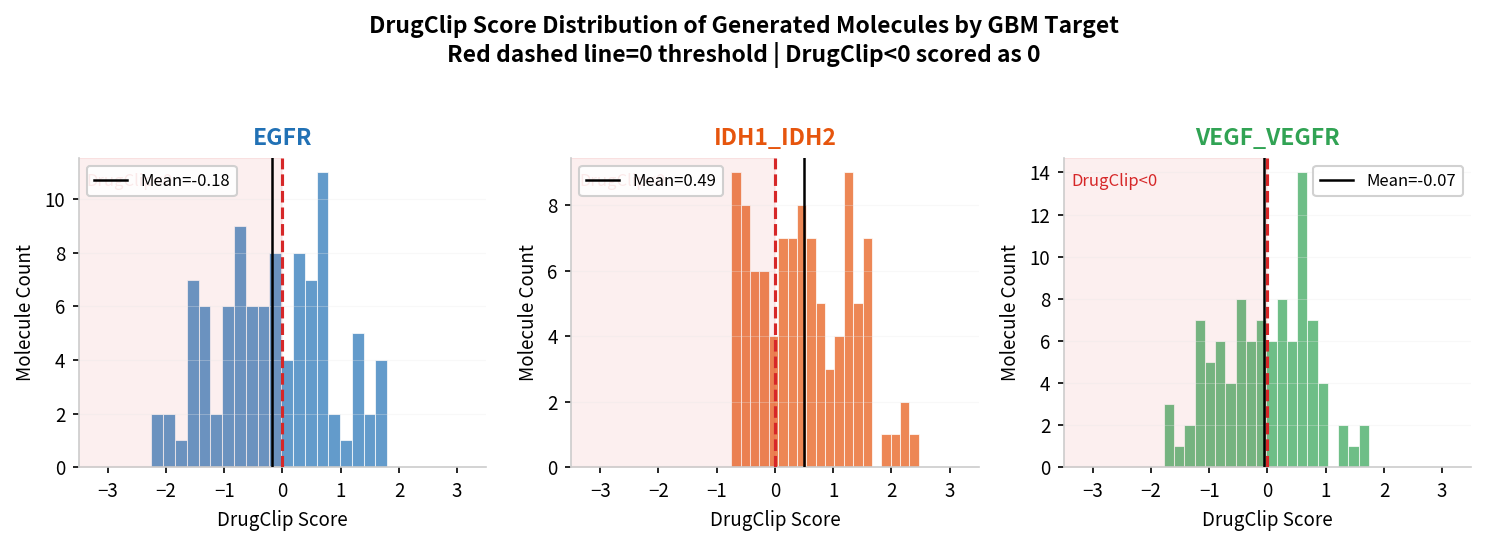 DrugClip Score Distribution of Generated Molecules by GBM Target
Red dashed line=0 threshold | DrugClip<0 scored as 0
EGFR
Mean=-0.18
Molecule Count
10
8
6
4
2
0
−3 −2 −1 0 1 2 3
DrugClip Score
IDH1_IDH2
Mean=0.49
Molecule Count
8
6
4
2
0
−3 −2 −1 0 1 2 3
DrugClip Score
VEGF_VEGFR
DrugClip<0
Mean=-0.07
Molecule Count
14
12
10
8
6
4
2
0
−3 −2 −1 0 1 2 3
DrugClip Score